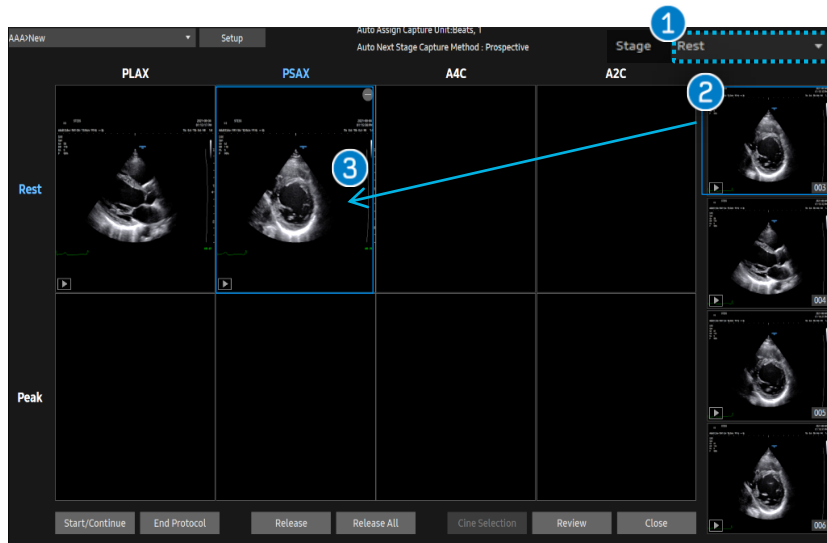 1
AAA>New
Setup
Auto Assign Capture Unit:Beats, 1
Auto Next Stage Capture Method : Prospective
Stage
Rest
PLAX
PSAX
A4C
A2C
2
3
Rest
003
004
Peak
005
006
Start/Continue
End Protocol
Release
Release All
Cine Selection
Review
Close